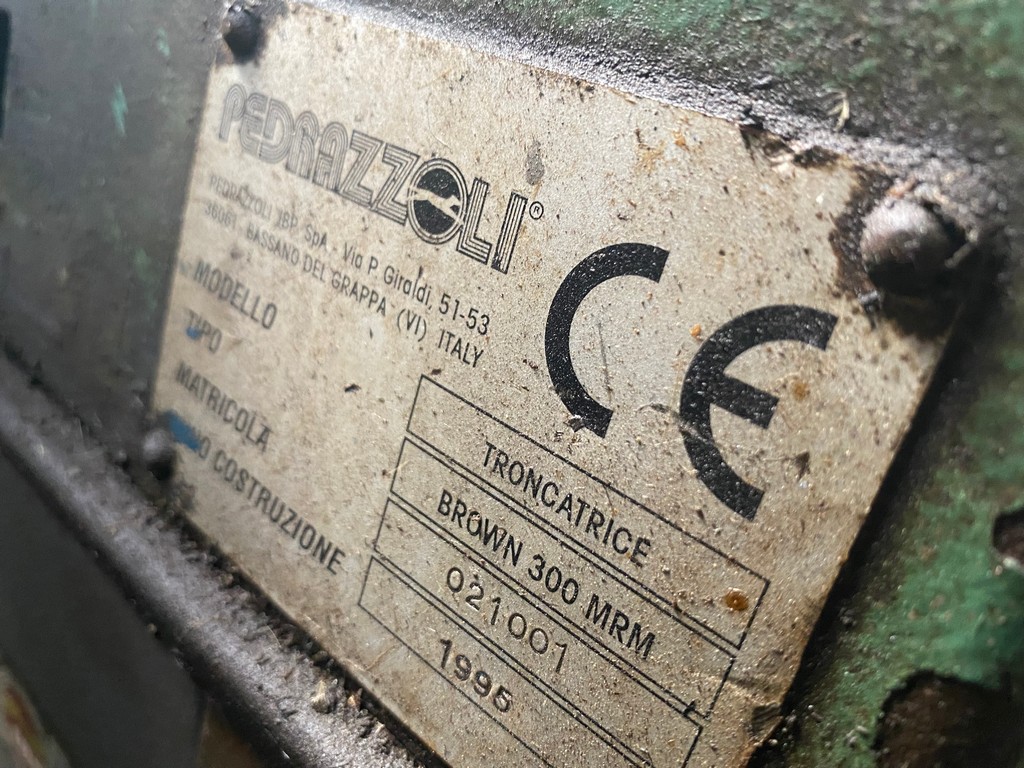 PEDRAZZOLI®
PEDRAZZOLI IBP SpA - Via P. Giraldi, 51-53
36061 BASSANO DEL GRAPPA (VI) ITALY
CE
MODELLO TRONCATRICE
TIPO BROWN 300 MRM
MATRICOLA 021001
O COSTRUZIONE 1995